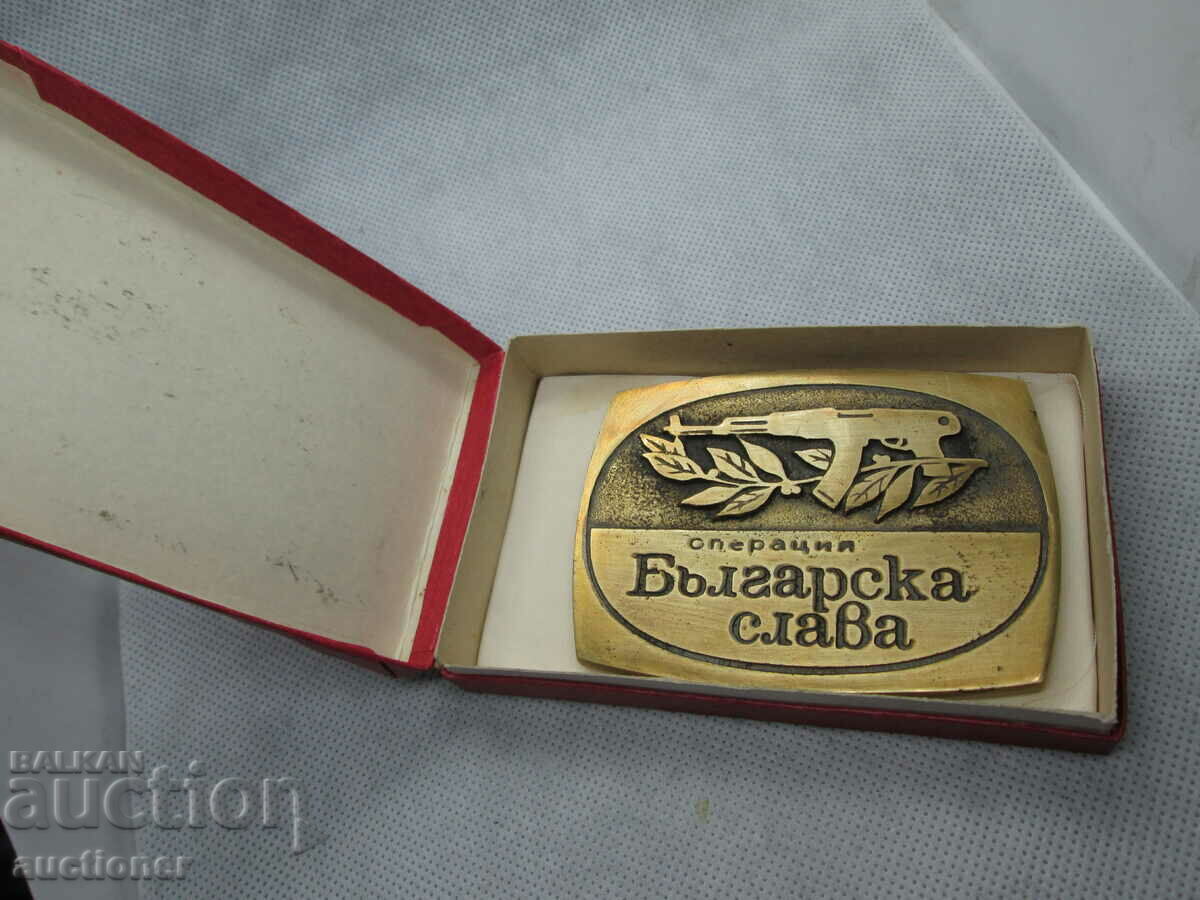 операция
Българска
слава
BALKAN
auction
auctioner